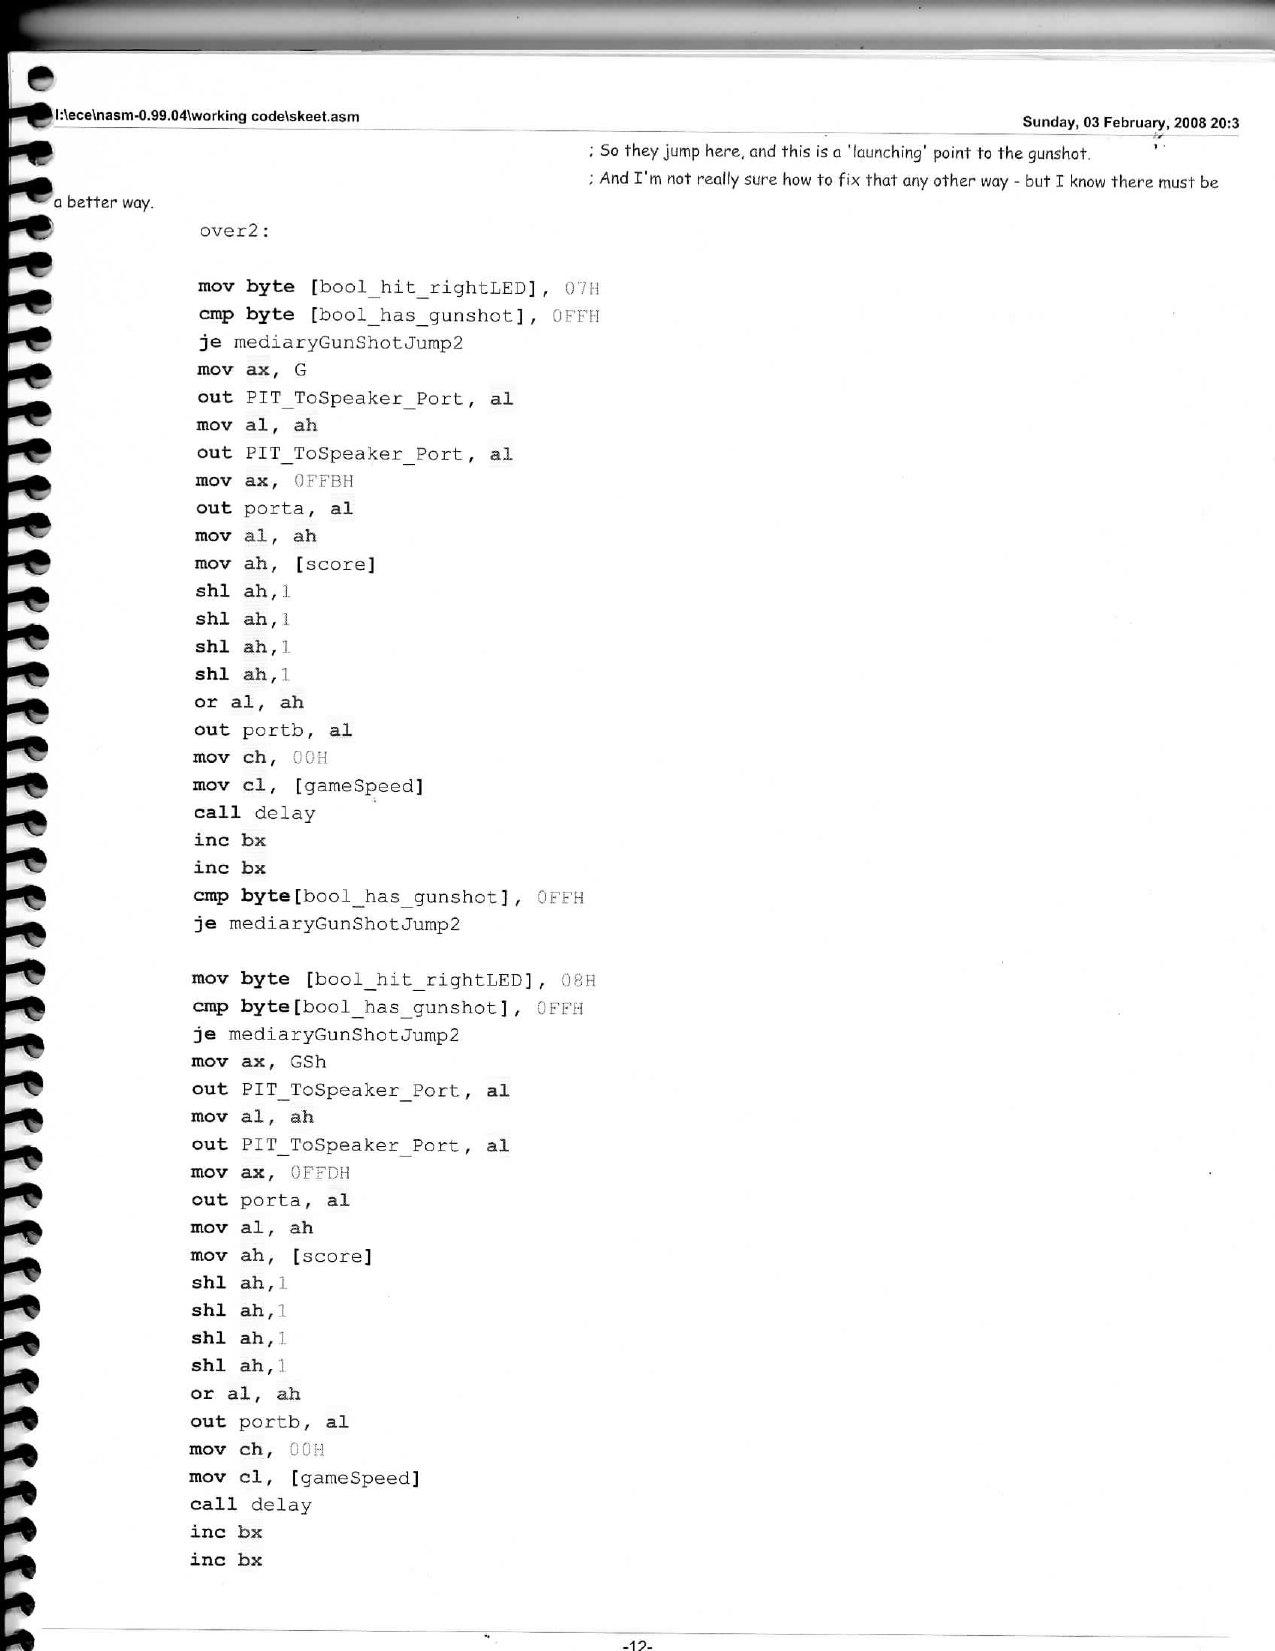 I:\ece\nasm-0.99.04\working code\skeet.asm
Sunday, 03 February, 2008 20:3
; So they jump here, and this is a 'launching' point to the gunshot.
; And I'm not really sure how to fix that any other way - but I know there must be
a better way.
over2:
mov byte [bool_hit_rightLED], 07H
cmp byte [bool_has_gunshot], 0FFH
je mediaryGunShotJump2
mov ax, G
out PIT_ToSpeaker_Port, al
mov al, ah
out PIT_ToSpeaker_Port, al
mov ax, 0FFBH
out porta, al
mov al, ah
mov ah, [score]
shl ah,1
shl ah,1
shl ah,1
shl ah,1
or al, ah
out portb, al
mov ch, 00H
mov cl, [gameSpeed]
call delay
inc bx
inc bx
cmp byte[bool_has_gunshot], 0FFH
je mediaryGunShotJump2
mov byte [bool_hit_rightLED], 08H
cmp byte[bool_has_gunshot], 0FFH
je mediaryGunShotJump2
mov ax, GSh
out PIT_ToSpeaker_Port, al
mov al, ah
out PIT_ToSpeaker_Port, al
mov ax, 0FFDH
out porta, al
mov al, ah
mov ah, [score]
shl ah,1
shl ah,1
shl ah,1
shl ah,1
or al, ah
out portb, al
mov ch, 00H
mov cl, [gameSpeed]
call delay
inc bx
inc bx
-12-